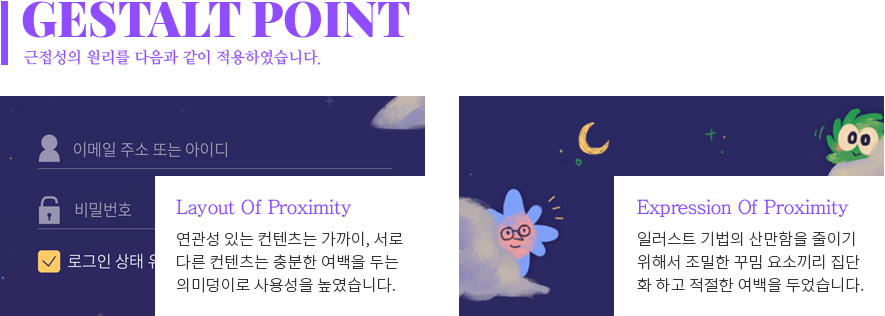 GESTALT POINT
근접성의 원리를 다음과 같이 적용하였습니다.
이메일 주소 또는 아이디
비밀번호
로그인 상태
Layout Of Proximity
연관성 있는 컨텐츠는 가까이, 서로
다른 컨텐츠는 충분한 여백을 두는
의미덩이로 사용성을 높였습니다.
Expression Of Proximity
일러스트 기법의 산만함을 줄이기
위해서 조밀한 꾸밈 요소끼리 집단
화 하고 적절한 여백을 두었습니다.